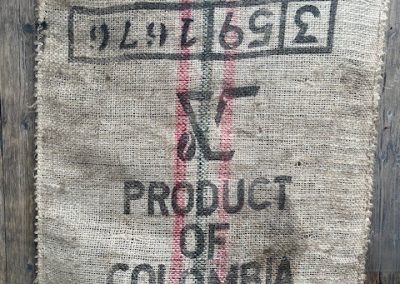 3 59 1676
PRODUCT
OF
COLOMBIA